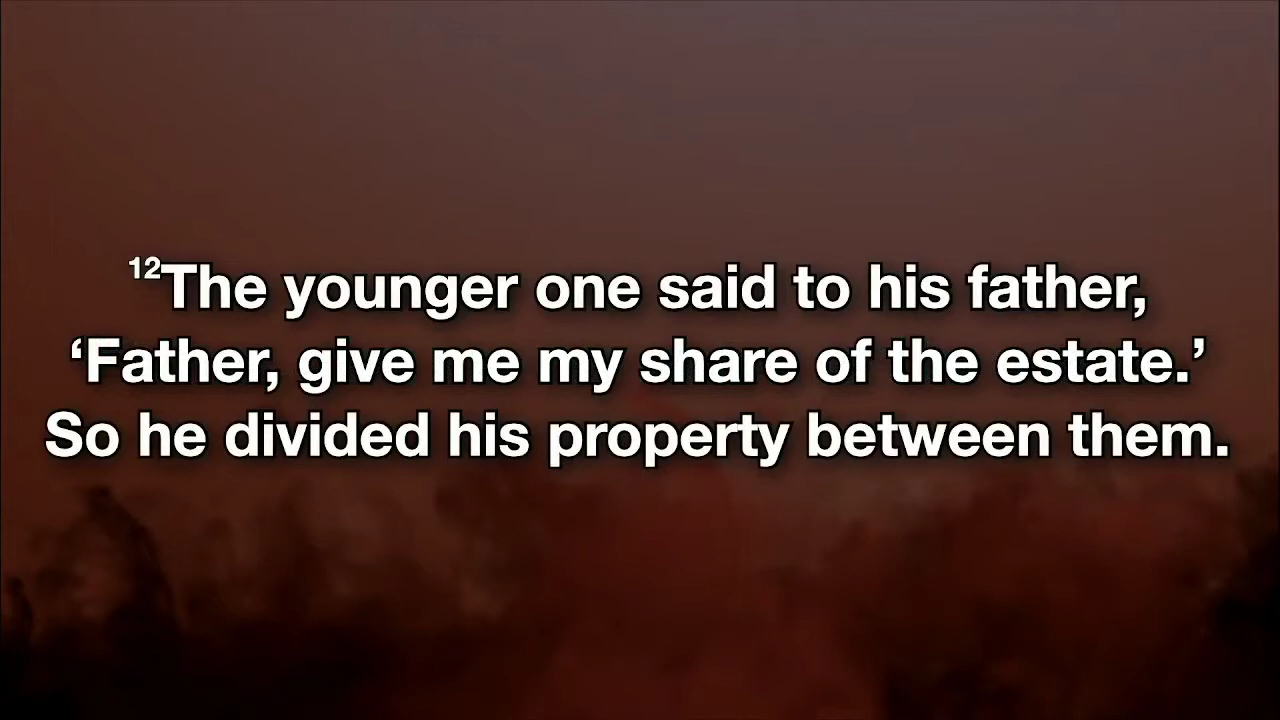 ¹²The younger one said to his father,
‘Father, give me my share of the estate.’
So he divided his property between them.